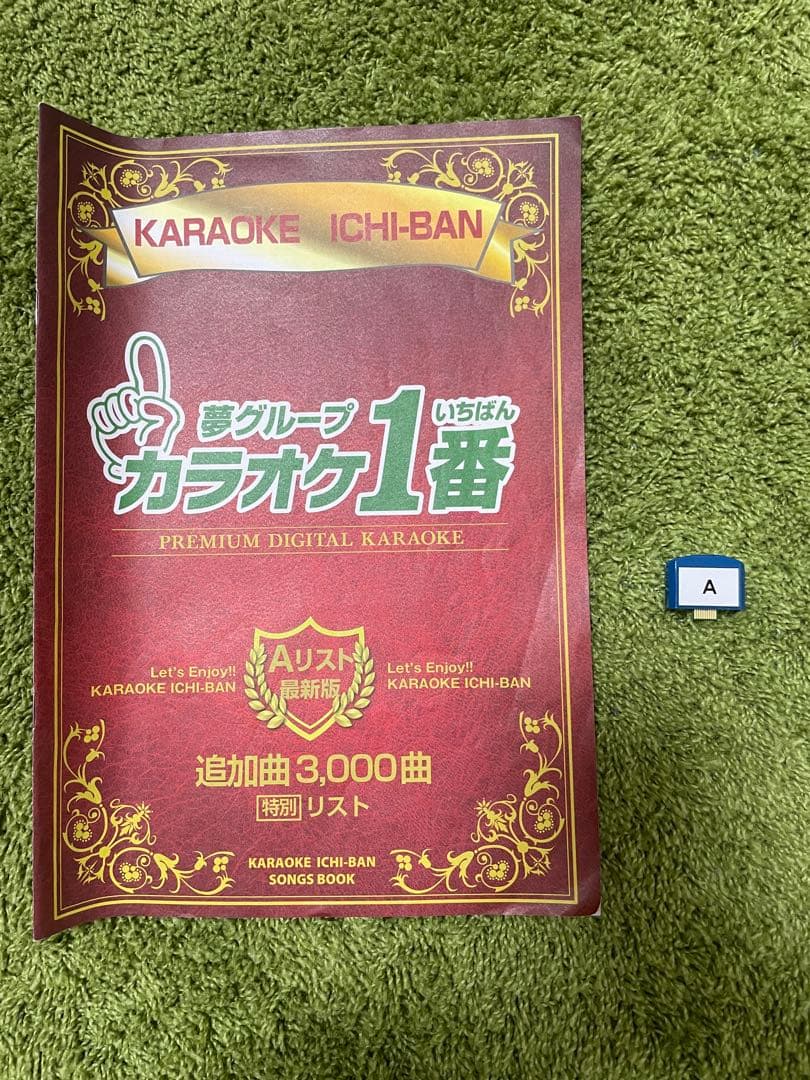 KARAOKE ICHI-BAN
夢グループ
いちばん
カラオケ1番
PREMIUM DIGITAL KARAOKE
Aリスト
最新版
Let's Enjoy!!
KARAOKE ICHI-BAN
Let's Enjoy!!
KARAOKE ICHI-BAN
追加曲3,000曲
特別 リスト
KARAOKE ICHI-BAN
SONGS BOOK
A